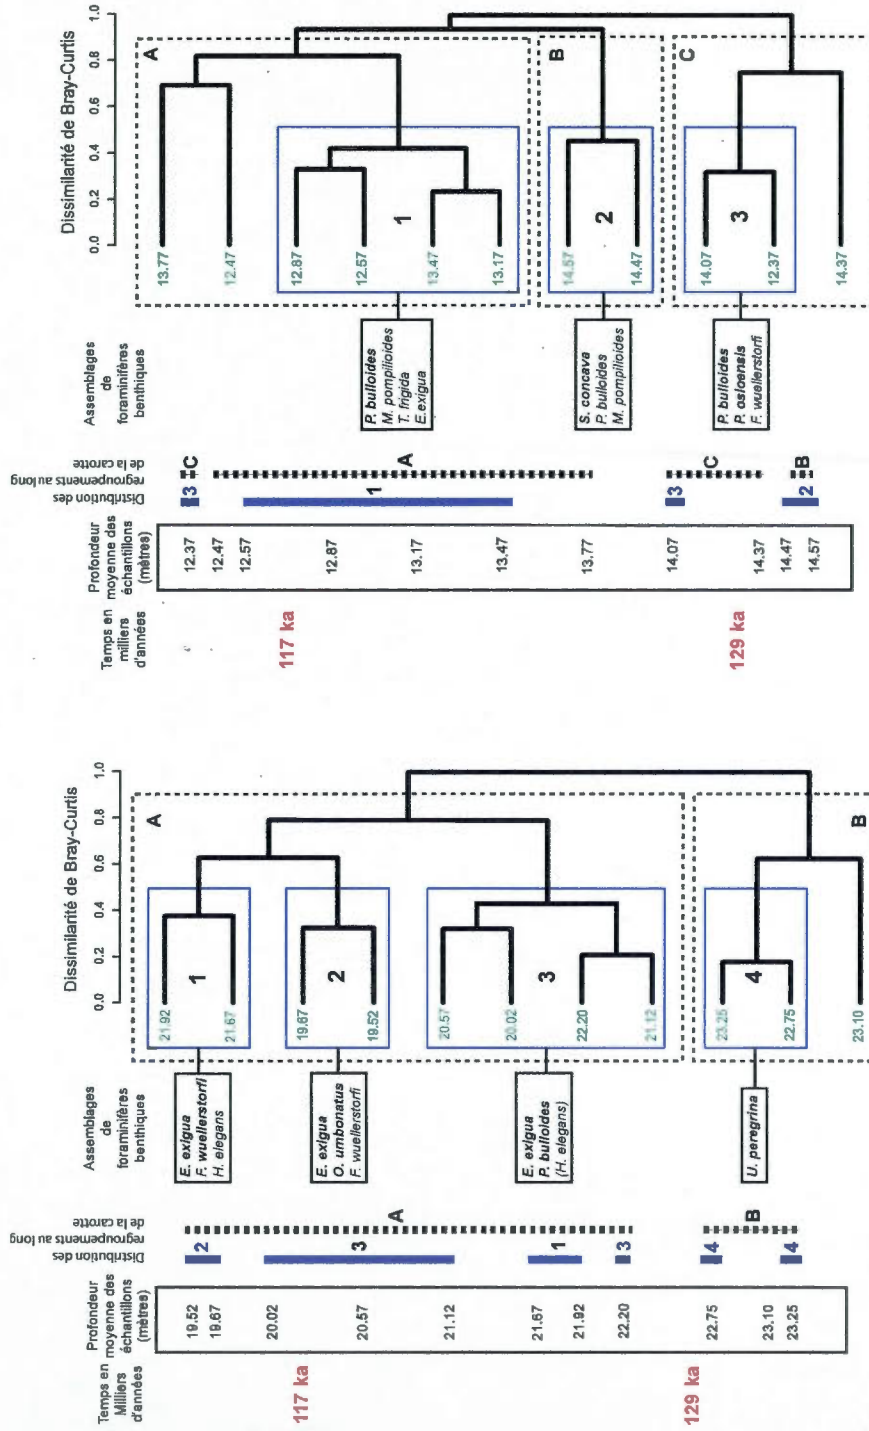 Temps en
Milliers
d'années
Profondeur
moyenne des
échantillons
(mètres)
Distribution des
regroupements au long
de la carotte
Assemblages
de
foraminifères
benthiques
Dissimilarité de Bray-Curtis
0.0 0.2 0.4 0.6 0.8 1.0
117 ka
129 ka
19.52
19.67
20.02
20.57
21.12
21.67
21.92
22.20
22.75
23.10
23.25
2
3
1
3
4
4
A
B
E. exigua
F. wuellerstorfi
H. elegans
E. exigua
O. umbonatus
F. wuellerstorfi
E. exigua
P. bulloides
(H. elegans)
U. peregrina
21.92
21.67
19.67
19.52
20.57
20.02
22.20
21.12
23.25
22.75
23.10
1
2
3
4
A
B
Temps en
milliers
d'années
Profondeur
moyenne des
échantillons
(mètres)
Distribution des
regroupements au long
de la carotte
Assemblages
de
foraminifères
benthiques
Dissimilarité de Bray-Curtis
0.0 0.2 0.4 0.6 0.8 1.0
117 ka
129 ka
12.37
12.47
12.57
12.87
13.17
13.47
13.77
14.07
14.37
14.47
14.57
3
1
3
2
C
A
C
B
P. bulloides
M. pompilioides
T. frigida
E.exigua
S. concava
P. bulloides
M. pompilioides
P. bulloides
P. osloensis
F. wuellerstorfi
13.77
12.47
12.87
12.57
13.47
13.17
14.57
14.47
14.07
12.37
14.37
1
2
3
A
B
C